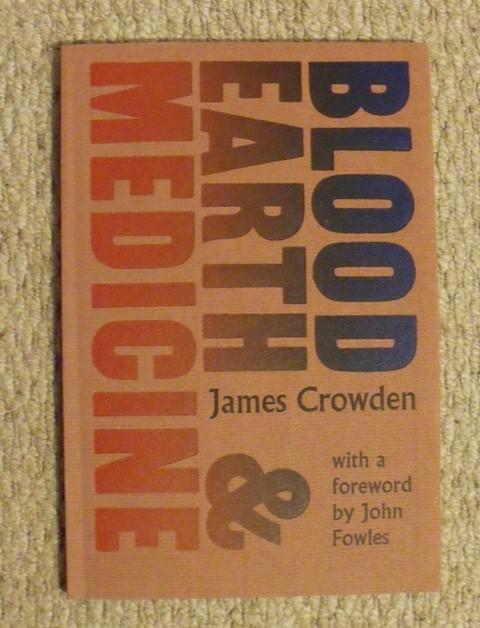 BLOOD
EARTH &
MEDICINE
James Crowden
with a
foreword
by John
Fowles